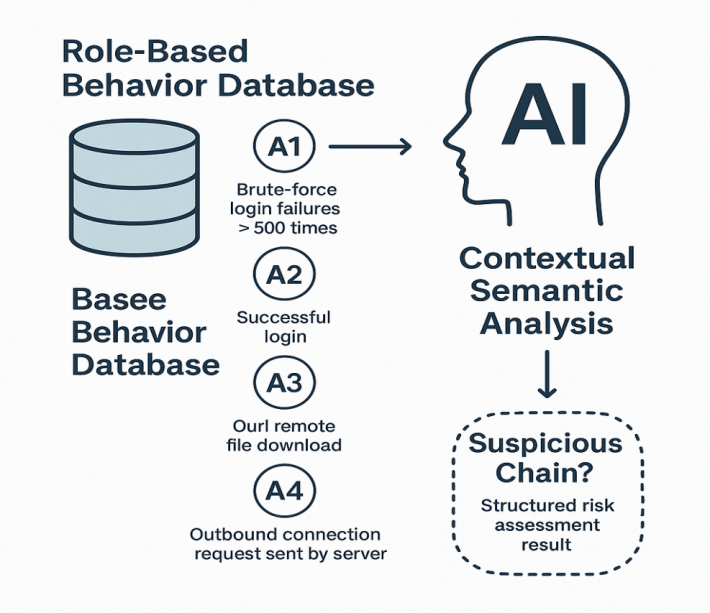 Role-Based
Behavior Database
A1
Brute-force
login failures
> 500 times
A2
Successful
login
A3
Ourl remote
file download
A4
Outbound connection
request sent by server
Basee
Behavior
Database
AI
Contextual
Semantic
Analysis
Suspicious
Chain?
Structured risk
assessment
result